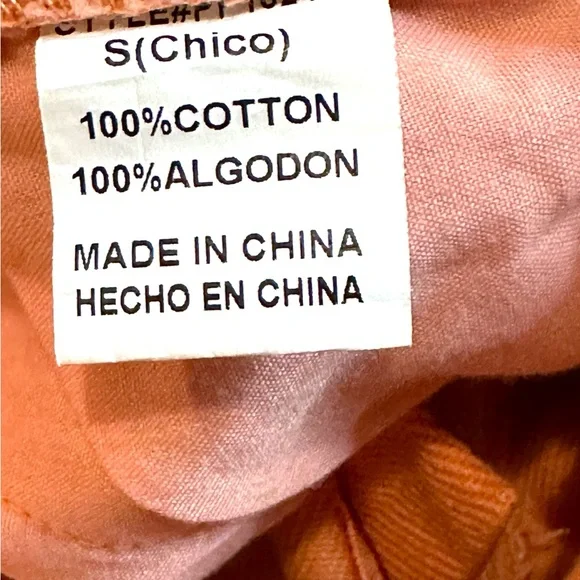 S(Chico)
100%COTTON
100%ALGODON
MADE IN CHINA
HECHO EN CHINA